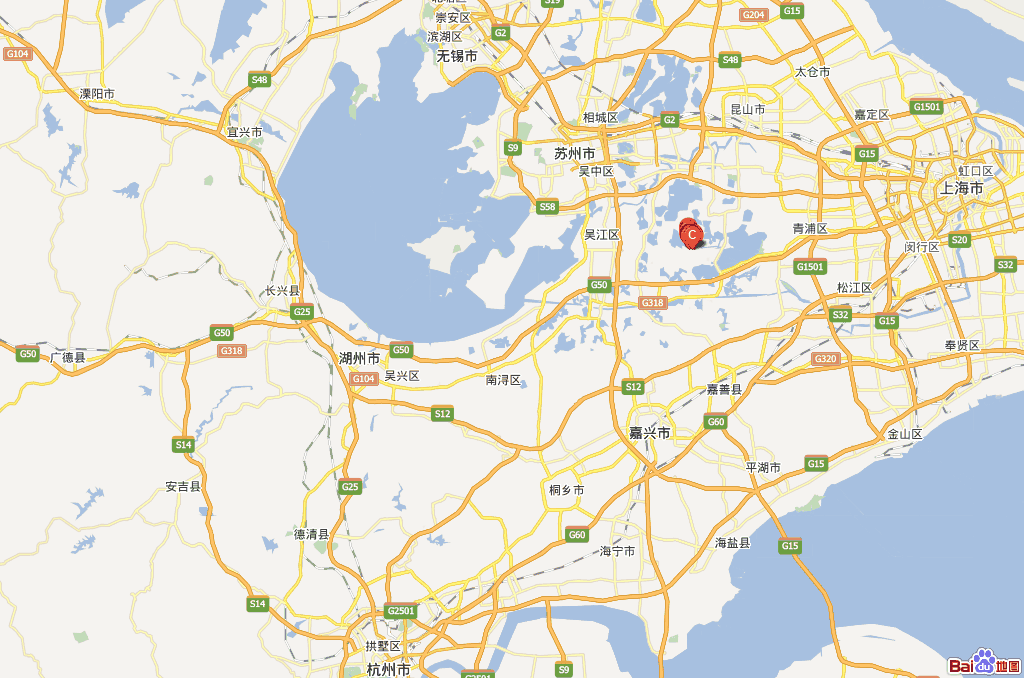 崇安区
S19
G204
G15
滨湖区
G2
无锡市
G104
S48
S48
太仓市
溧阳市
昆山市
G1501
嘉定区
相城区
G2
宜兴市
S9
苏州市
G15
吴中区
虹口区
上海市
S58
C
吴江区
青浦区
S20
闵行区
G1501
S32
G50
松江区
长兴县
G318
G25
S32
G15
G50
G318
G50
G50
广德县
湖州市
G320
奉贤区
G104
吴兴区
南浔区
S12
嘉善县
S12
G60
嘉兴市
金山区
S14
G15
平湖市
安吉县
G25
桐乡市
德清县
G60
海宁市
海盐县
G15
S14
G2501
拱墅区
杭州市
S9
G2501
Bai du 地图